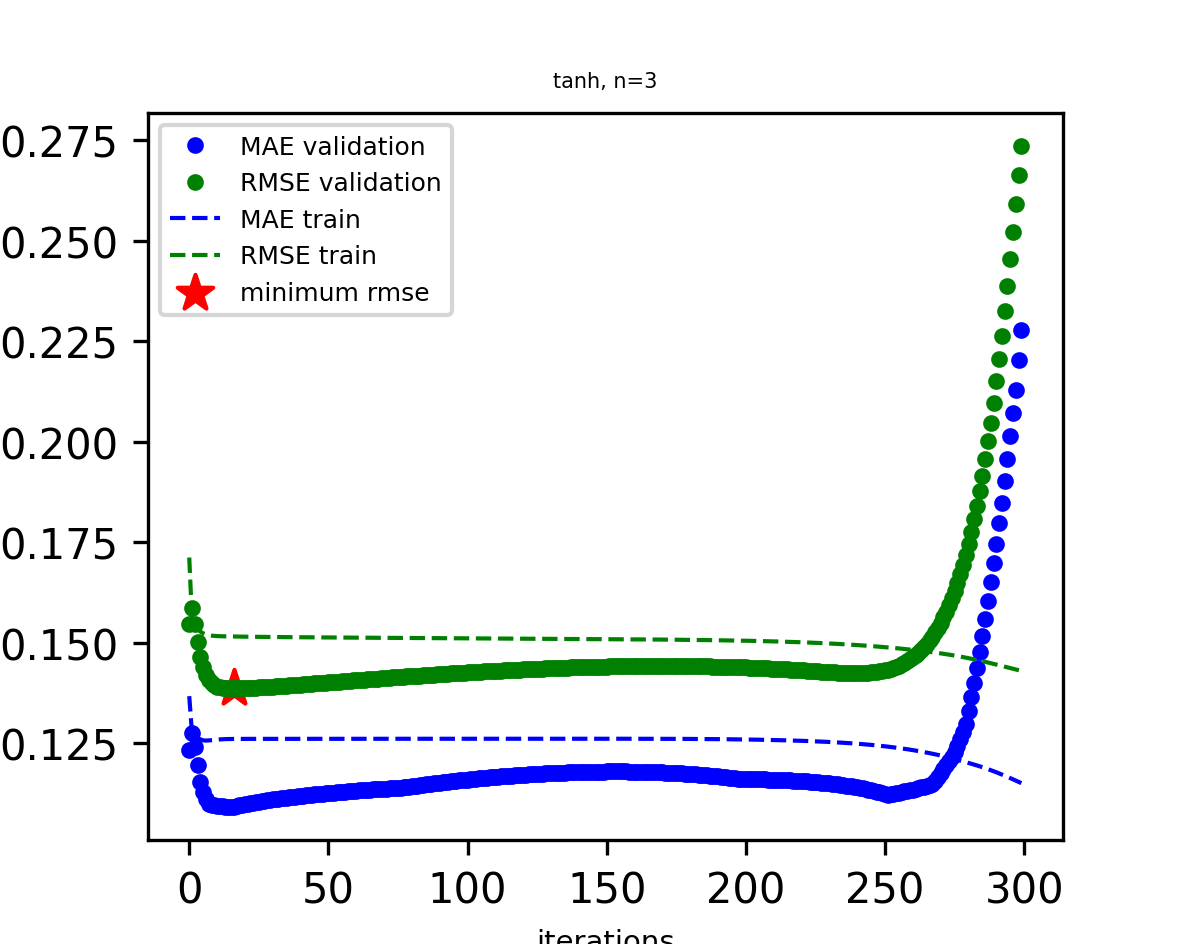 tanh, n=3
0.275
0.250
0.225
0.200
0.175
0.150
0.125
MAE validation
RMSE validation
MAE train
RMSE train
minimum rmse
0 50 100 150 200 250 300
iterations